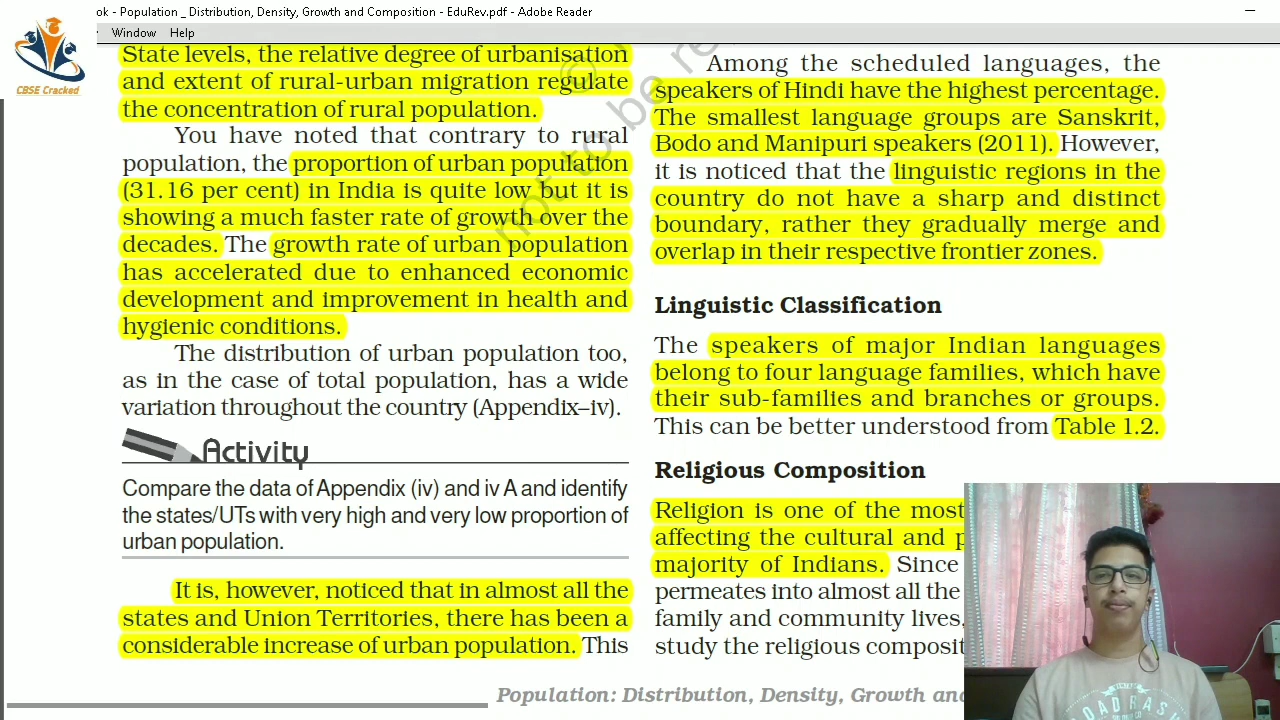 ok - Population _ Distribution, Density, Growth and Composition - EduRev.pdf - Adobe Reader
Window Help
CBSE Cracked
State levels, the relative degree of urbanisation
and extent of rural-urban migration regulate
the concentration of rural population.
You have noted that contrary to rural
population, the proportion of urban population
(31.16 per cent) in India is quite low but it is
showing a much faster rate of growth over the
decades. The growth rate of urban population
has accelerated due to enhanced economic
development and improvement in health and
hygienic conditions.
The distribution of urban population too,
as in the case of total population, has a wide
variation throughout the country (Appendix–iv).
Activity
Compare the data of Appendix (iv) and iv A and identify
the states/UTs with very high and very low proportion of
urban population.
It is, however, noticed that in almost all the
states and Union Territories, there has been a
considerable increase of urban population. This
Among the scheduled languages, the
speakers of Hindi have the highest percentage.
The smallest language groups are Sanskrit,
Bodo and Manipuri speakers (2011). However,
it is noticed that the linguistic regions in the
country do not have a sharp and distinct
boundary, rather they gradually merge and
overlap in their respective frontier zones.
Linguistic Classification
The speakers of major Indian languages
belong to four language families, which have
their sub-families and branches or groups.
This can be better understood from Table 1.2.
Religious Composition
Religion is one of the most
affecting the cultural and p
majority of Indians. Since
permeates into almost all the
family and community lives,
study the religious composit
Population: Distribution, Density, Growth and
© 
not to be re